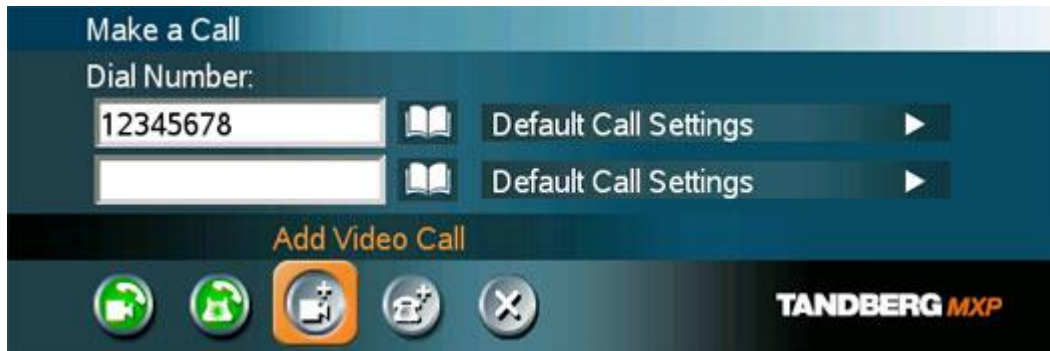 Make a Call
Dial Number:
12345678 Default Call Settings
Default Call Settings
Add Video Call
TANDBERG MXP